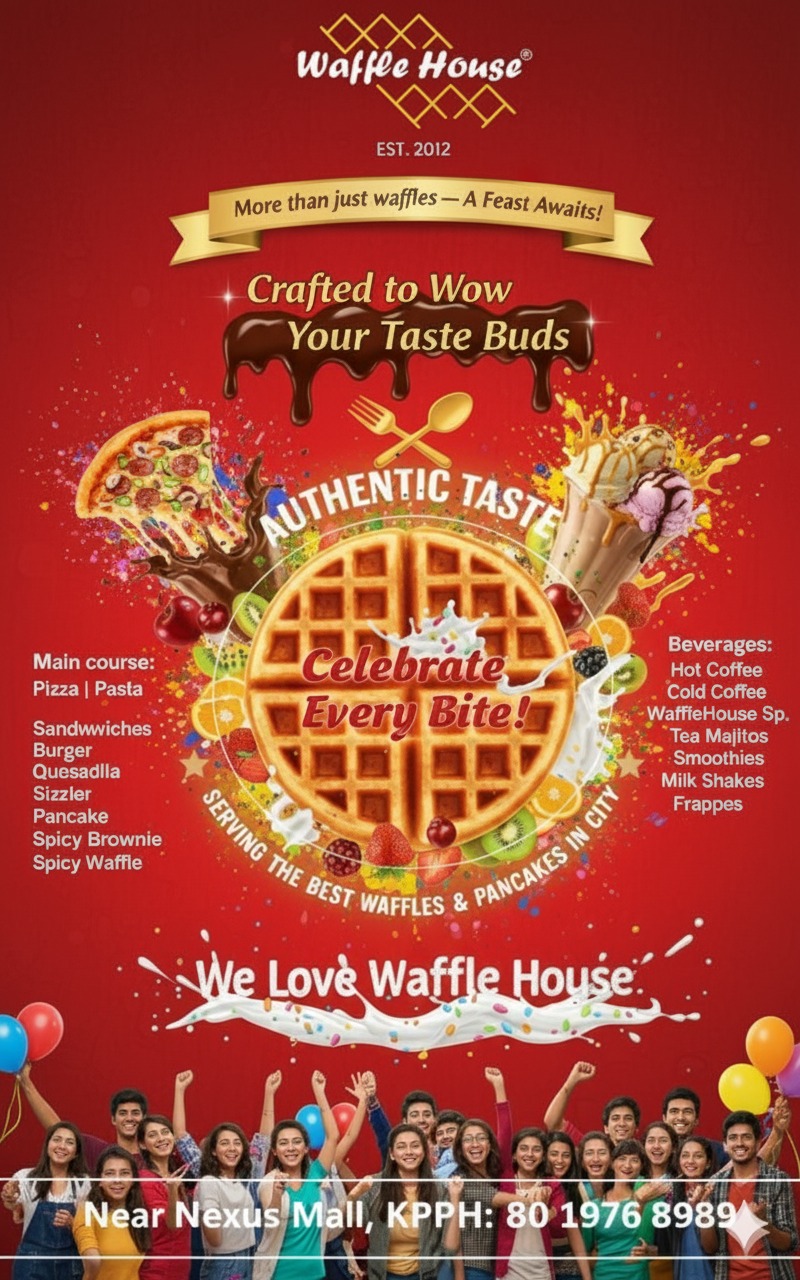 Waffle House®
EST. 2012
More than just waffles — A Feast Awaits!
Crafted to Wow
Your Taste Buds
AUTHENTIC TASTE
Celebrate
Every Bite!
SERVING THE BEST WAFFLES & PANCAKES IN CITY
Main course:
Pizza | Pasta
Sandwwiches
Burger
Quesadlla
Sizzler
Pancake
Spicy Brownie
Spicy Waffle
Beverages:
Hot Coffee
Cold Coffee
WaffleHouse Sp.
Tea Majitos
Smoothies
Milk Shakes
Frappes
We Love Waffle House
Near Nexus Mall, KPPH: 80 1976 8989